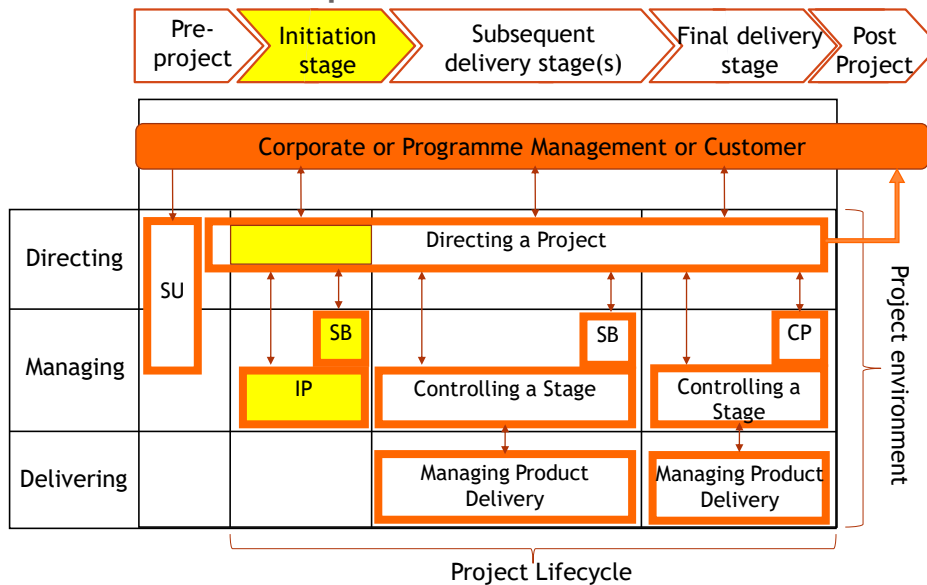 Pre-
project
Initiation
stage
Subsequent
delivery stage(s)
Final delivery
stage
Post
Project
Corporate or Programme Management or Customer
Directing
SU
Directing a Project
Managing
SB
IP
SB
Controlling a Stage
CP
Controlling a
Stage
Delivering
Managing Product
Delivery
Managing Product
Delivery
Project environment
Project Lifecycle